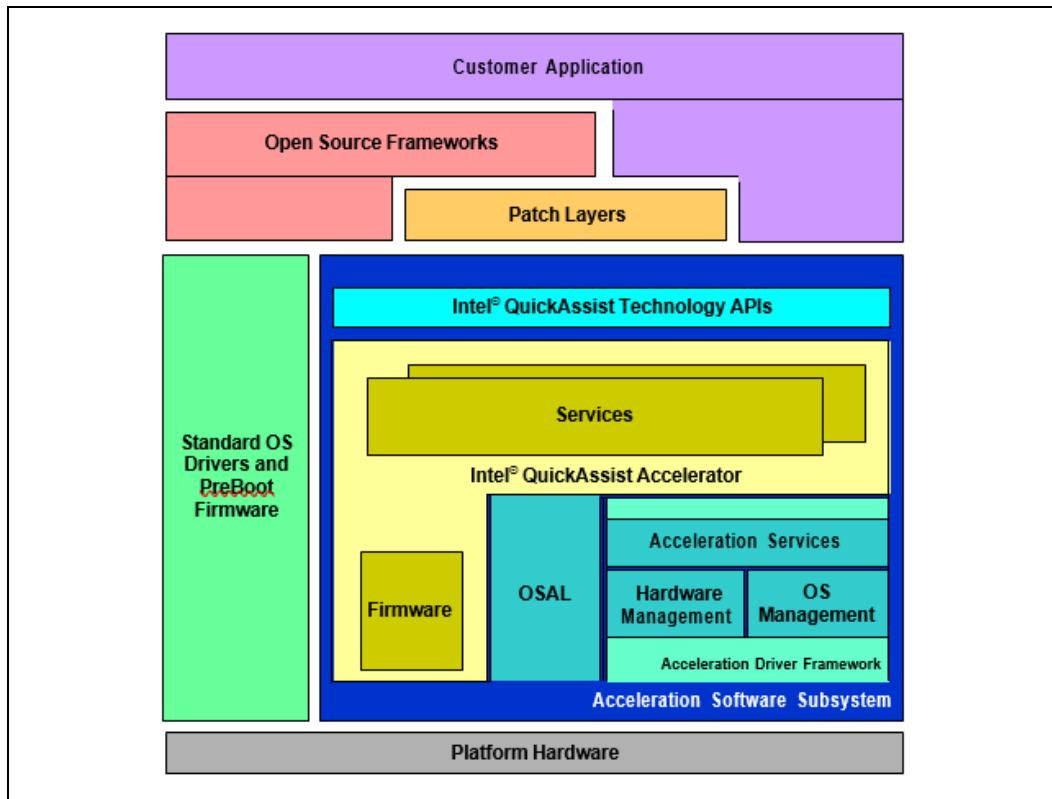 Customer Application
Open Source Frameworks
Patch Layers
Intel® QuickAssist Technology APIs
Services
Standard OS
Drivers and
PreBoot
Firmware
Intel® QuickAssist Accelerator
Acceleration Services
OSAL
Hardware
Management
OS
Management
Firmware
Acceleration Driver Framework
Acceleration Software Subsystem
Platform Hardware